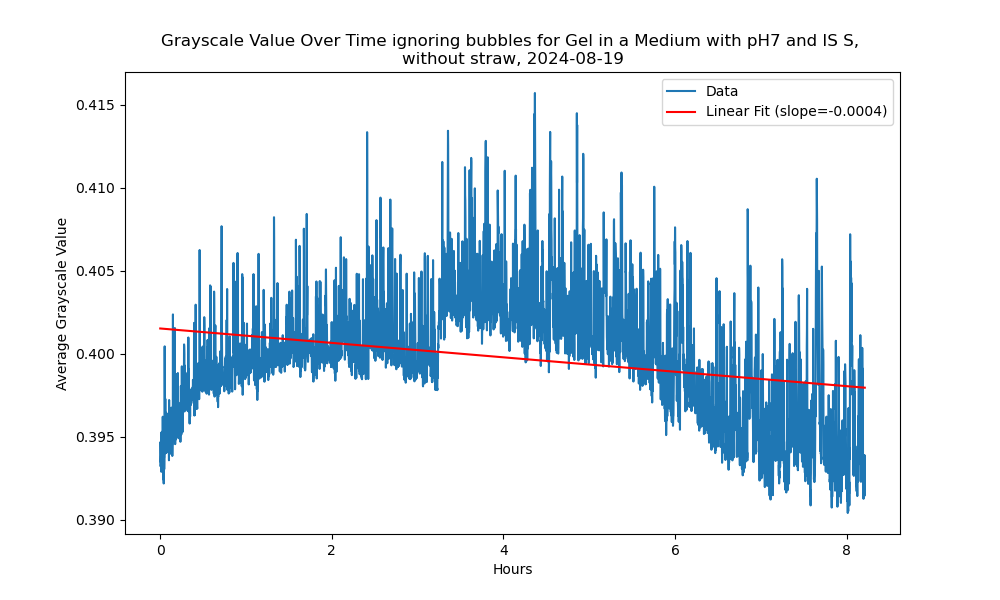 Grayscale Value Over Time ignoring bubbles for Gel in a Medium with pH7 and IS S,
without straw, 2024-08-19
Data
Linear Fit (slope=-0.0004)
0.415
0.410
0.405
0.400
0.395
0.390
Average Grayscale Value
0
2
4
6
8
Hours